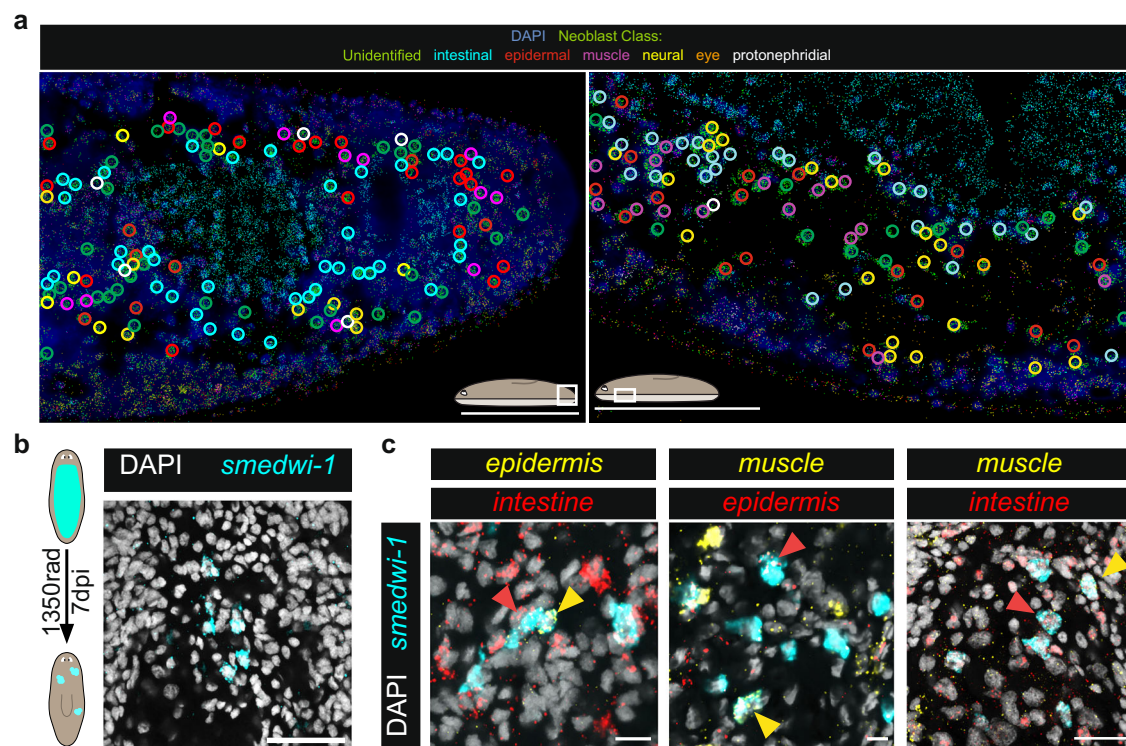 a
DAPI Neoblast Class:
Unidentified intestinal epidermal muscle neural eye protonephridial
b
1350rad
7dpi
DAPI smedwi-1
c
epidermis
intestine
muscle
epidermis
muscle
intestine
DAPI smedwi-1